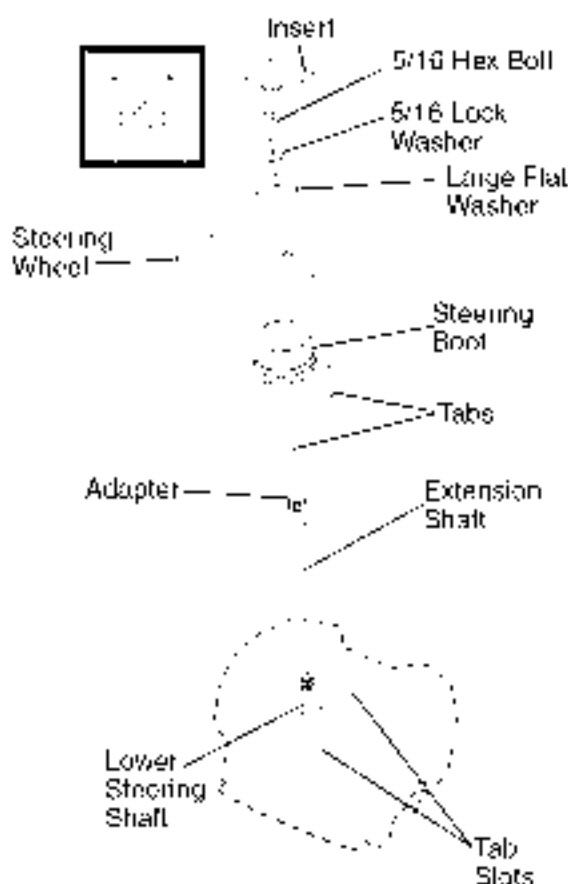 Insert
5/16 Hex Bolt
5/16 Lock
Washer
Large Flat
Washer
Steering
Wheel
Steering
Boot
Tabs
Adapter
Extension
Shaft
Lower
Steering
Shaft
Tab
Slots